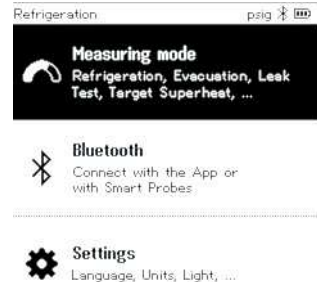 Refrigeration psig
Measuring mode
Refrigeration, Evacuation, Leak
Test, Target Superheat, ...
Bluetooth
Connect with the App or
with Smart Probes
Settings
Language, Units, Light, ...